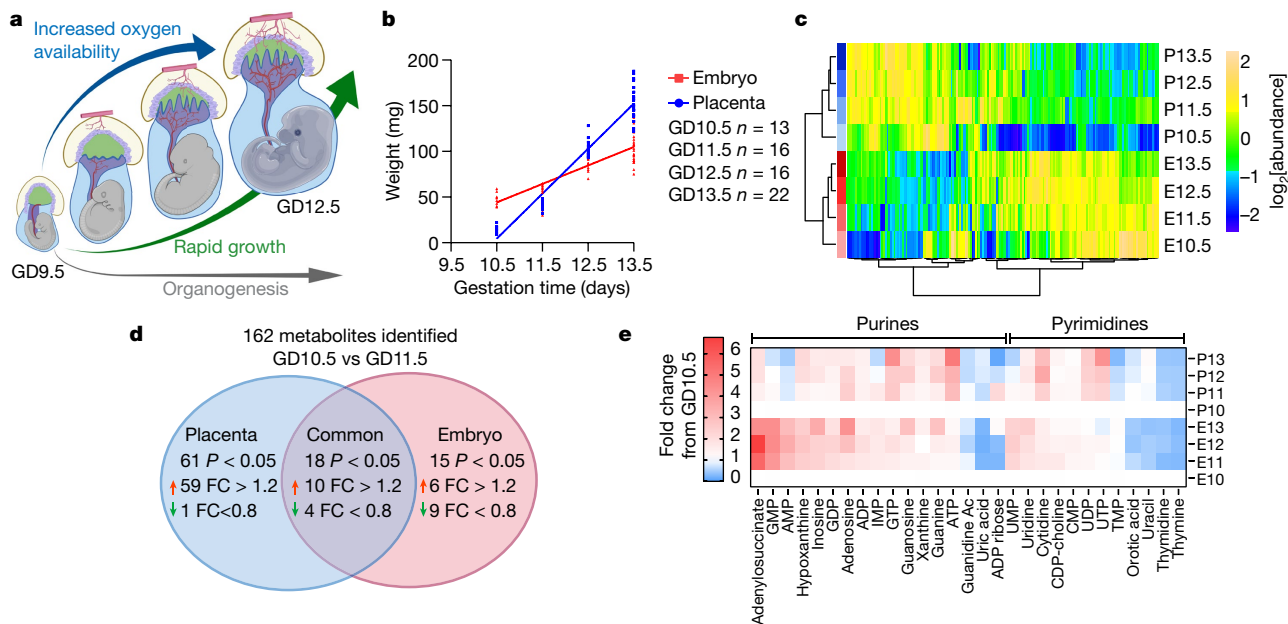 a
Increased oxygen
availability
GD12.5
Rapid growth
GD9.5
Organogenesis
b
Weight (mg)
200
150
100
50
0
9.5 10.5 11.5 12.5 13.5
Gestation time (days)
Embryo
Placenta
GD10.5 n = 13
GD11.5 n = 16
GD12.5 n = 16
GD13.5 n = 22
c
P13.5
P12.5
P11.5
P10.5
E13.5
E12.5
E11.5
E10.5
2
1
0
−1
−2
log2[abundance]
d
162 metabolites identified
GD10.5 vs GD11.5
Placenta
61 P < 0.05
59 FC > 1.2
1 FC<0.8
Common
18 P < 0.05
10 FC > 1.2
4 FC < 0.8
Embryo
15 P < 0.05
6 FC > 1.2
9 FC < 0.8
e
Fold change
from GD10.5
6
5
4
3
2
1
0
Purines
Pyrimidines
P13
P12
P11
P10
E13
E12
E11
E10
Adenylosuccinate
GMP
AMP
Hypoxanthine
Inosine
GDP
Adenosine
ADP
IMP
GTP
Guanosine
Xanthine
Guanine
ATP
Guanidine Ac
Uric acid
ADP ribose
UMP
Uridine
Cytidine
CDP-choline
CMP
UDP
UTP
TMP
Orotic acid
Uracil
Thymidine
Thymine